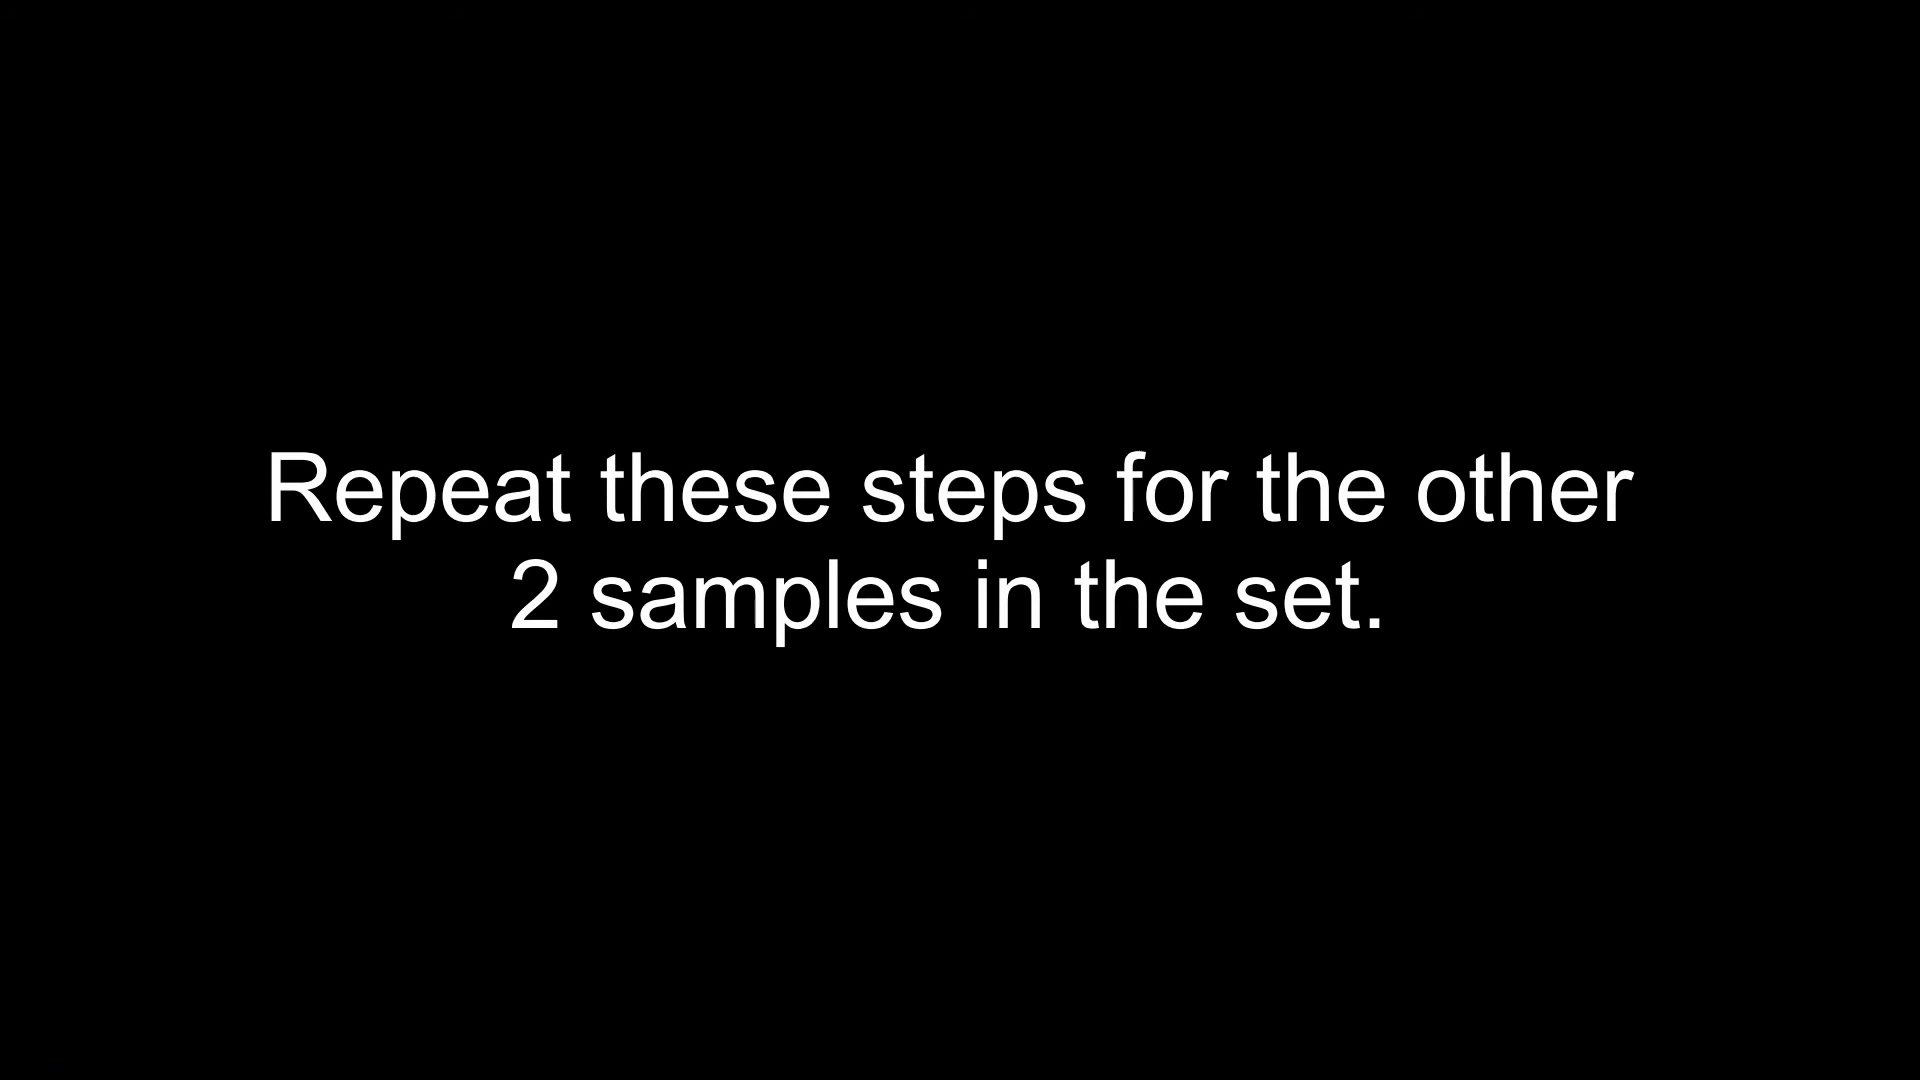 Repeat these steps for the other
2 samples in the set.